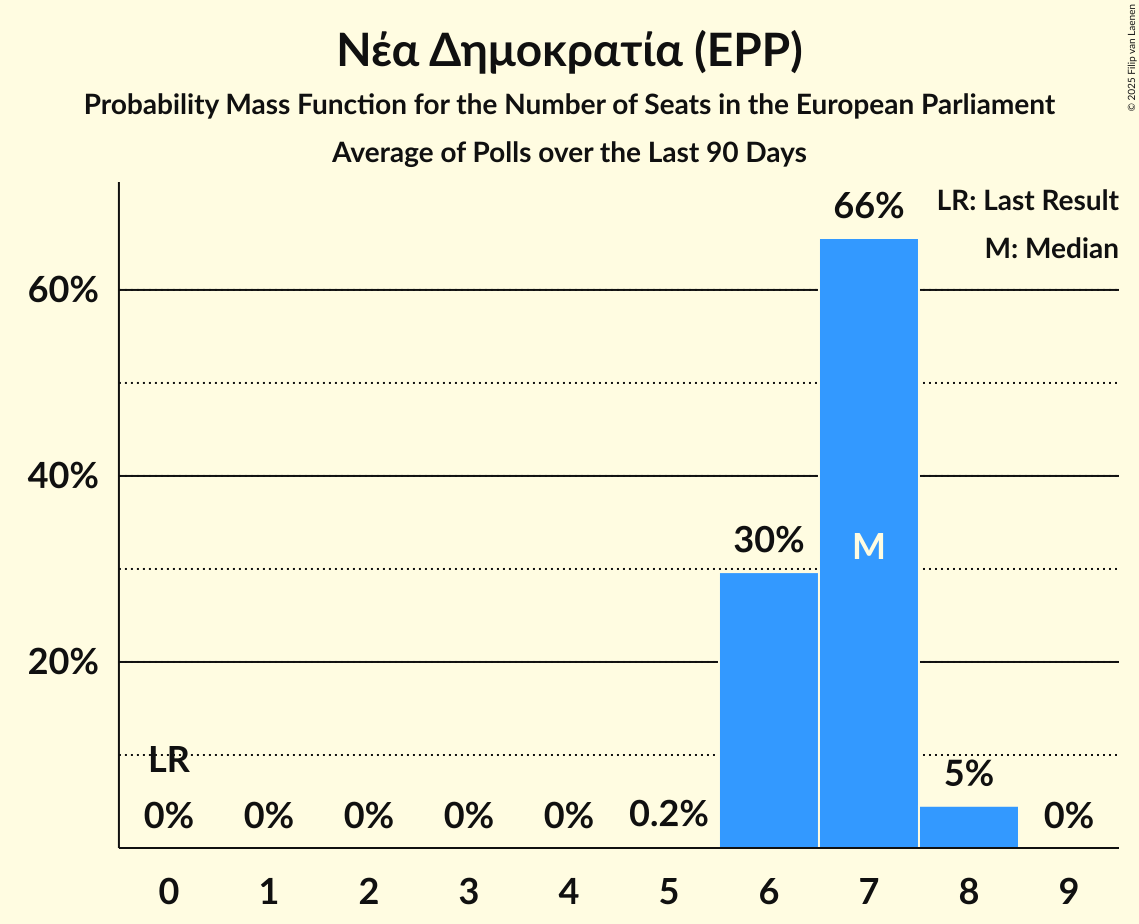 Νέα Δημοκρατία (EPP)
Probability Mass Function for the Number of Seats in the European Parliament
Average of Polls over the Last 90 Days
© 2025 Filip van Laenen
LR: Last Result
M: Median
66%
60%
40%
30%
M
20%
LR
5%
0% 0% 0% 0% 0% 0.2% 0%
0 1 2 3 4 5 6 7 8 9